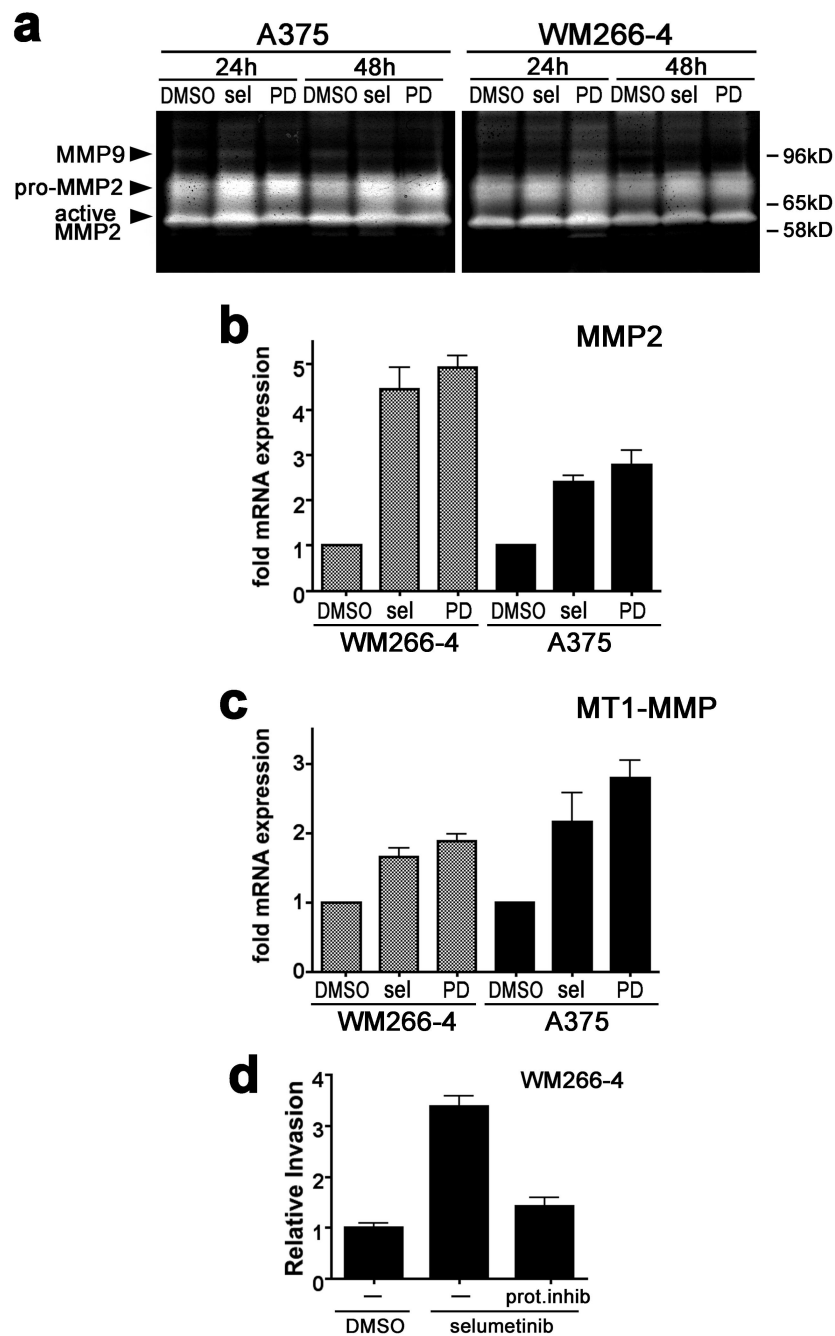 a
A375 WM266-4
24h 48h 24h 48h
DMSO sel PD DMSO sel PD DMSO sel PD DMSO sel PD
MMP9
pro-MMP2
active
MMP2
–96kD
–65kD
–58kD
b
MMP2
fold mRNA expression
5
4
3
2
1
0
DMSO sel PD DMSO sel PD
WM266-4 A375
c
MT1-MMP
fold mRNA expression
3
2
1
0
DMSO sel PD DMSO sel PD
WM266-4 A375
d
WM266-4
Relative Invasion
4
3
2
1
0
– – prot.inhib
DMSO selumetinib